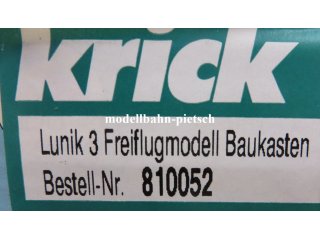 krick
modellbahn-pietsch
Lunik 3 Freiflugmodell Baukasten
Bestell-Nr. 810052